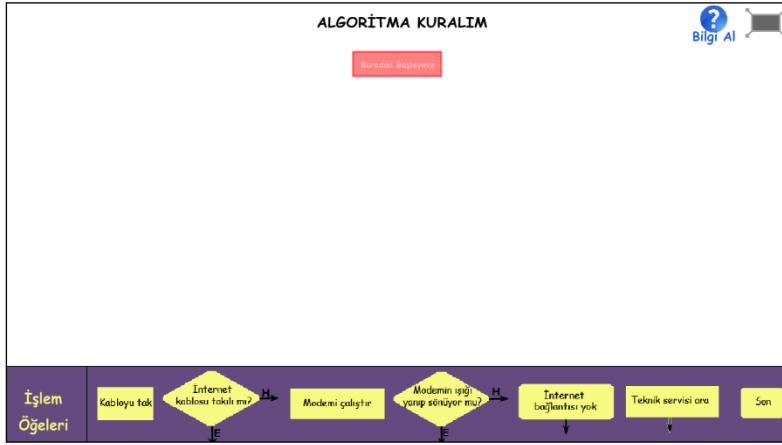 ALGORİTMA KURALIM
?
Bilgi Al
Buradan Başlayınız
İşlem
Öğeleri
Kabloyu tak
İnternet
kablosu takılı mı?
H
E
Modemi çalıştır
Modemin ışığı
yanıp sönüyor mu?
H
E
İnternet
bağlantısı yok
Teknik servisi ara
Son